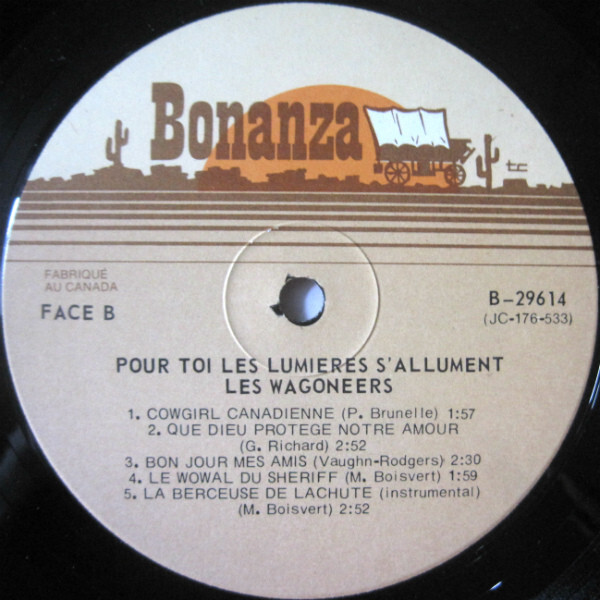 Bonanza
tc
FABRIQUÉ
AU CANADA
FACE B
B-29614
(JC-176-533)
POUR TOI LES LUMIERES S'ALLUMENT
LES WAGONEERS
1. COWGIRL CANADIENNE (P. Brunelle) 1:57
2. QUE DIEU PROTEGE NOTRE AMOUR
(G. Richard) 2:52
3. BON JOUR MES AMIS (Vaughn-Rodgers) 2:30
4. LE WOWAL DU SHERIFF (M. Boisvert) 1:59
5. LA BERCEUSE DE LACHUTE (instrumental)
(M. Boisvert) 2:52